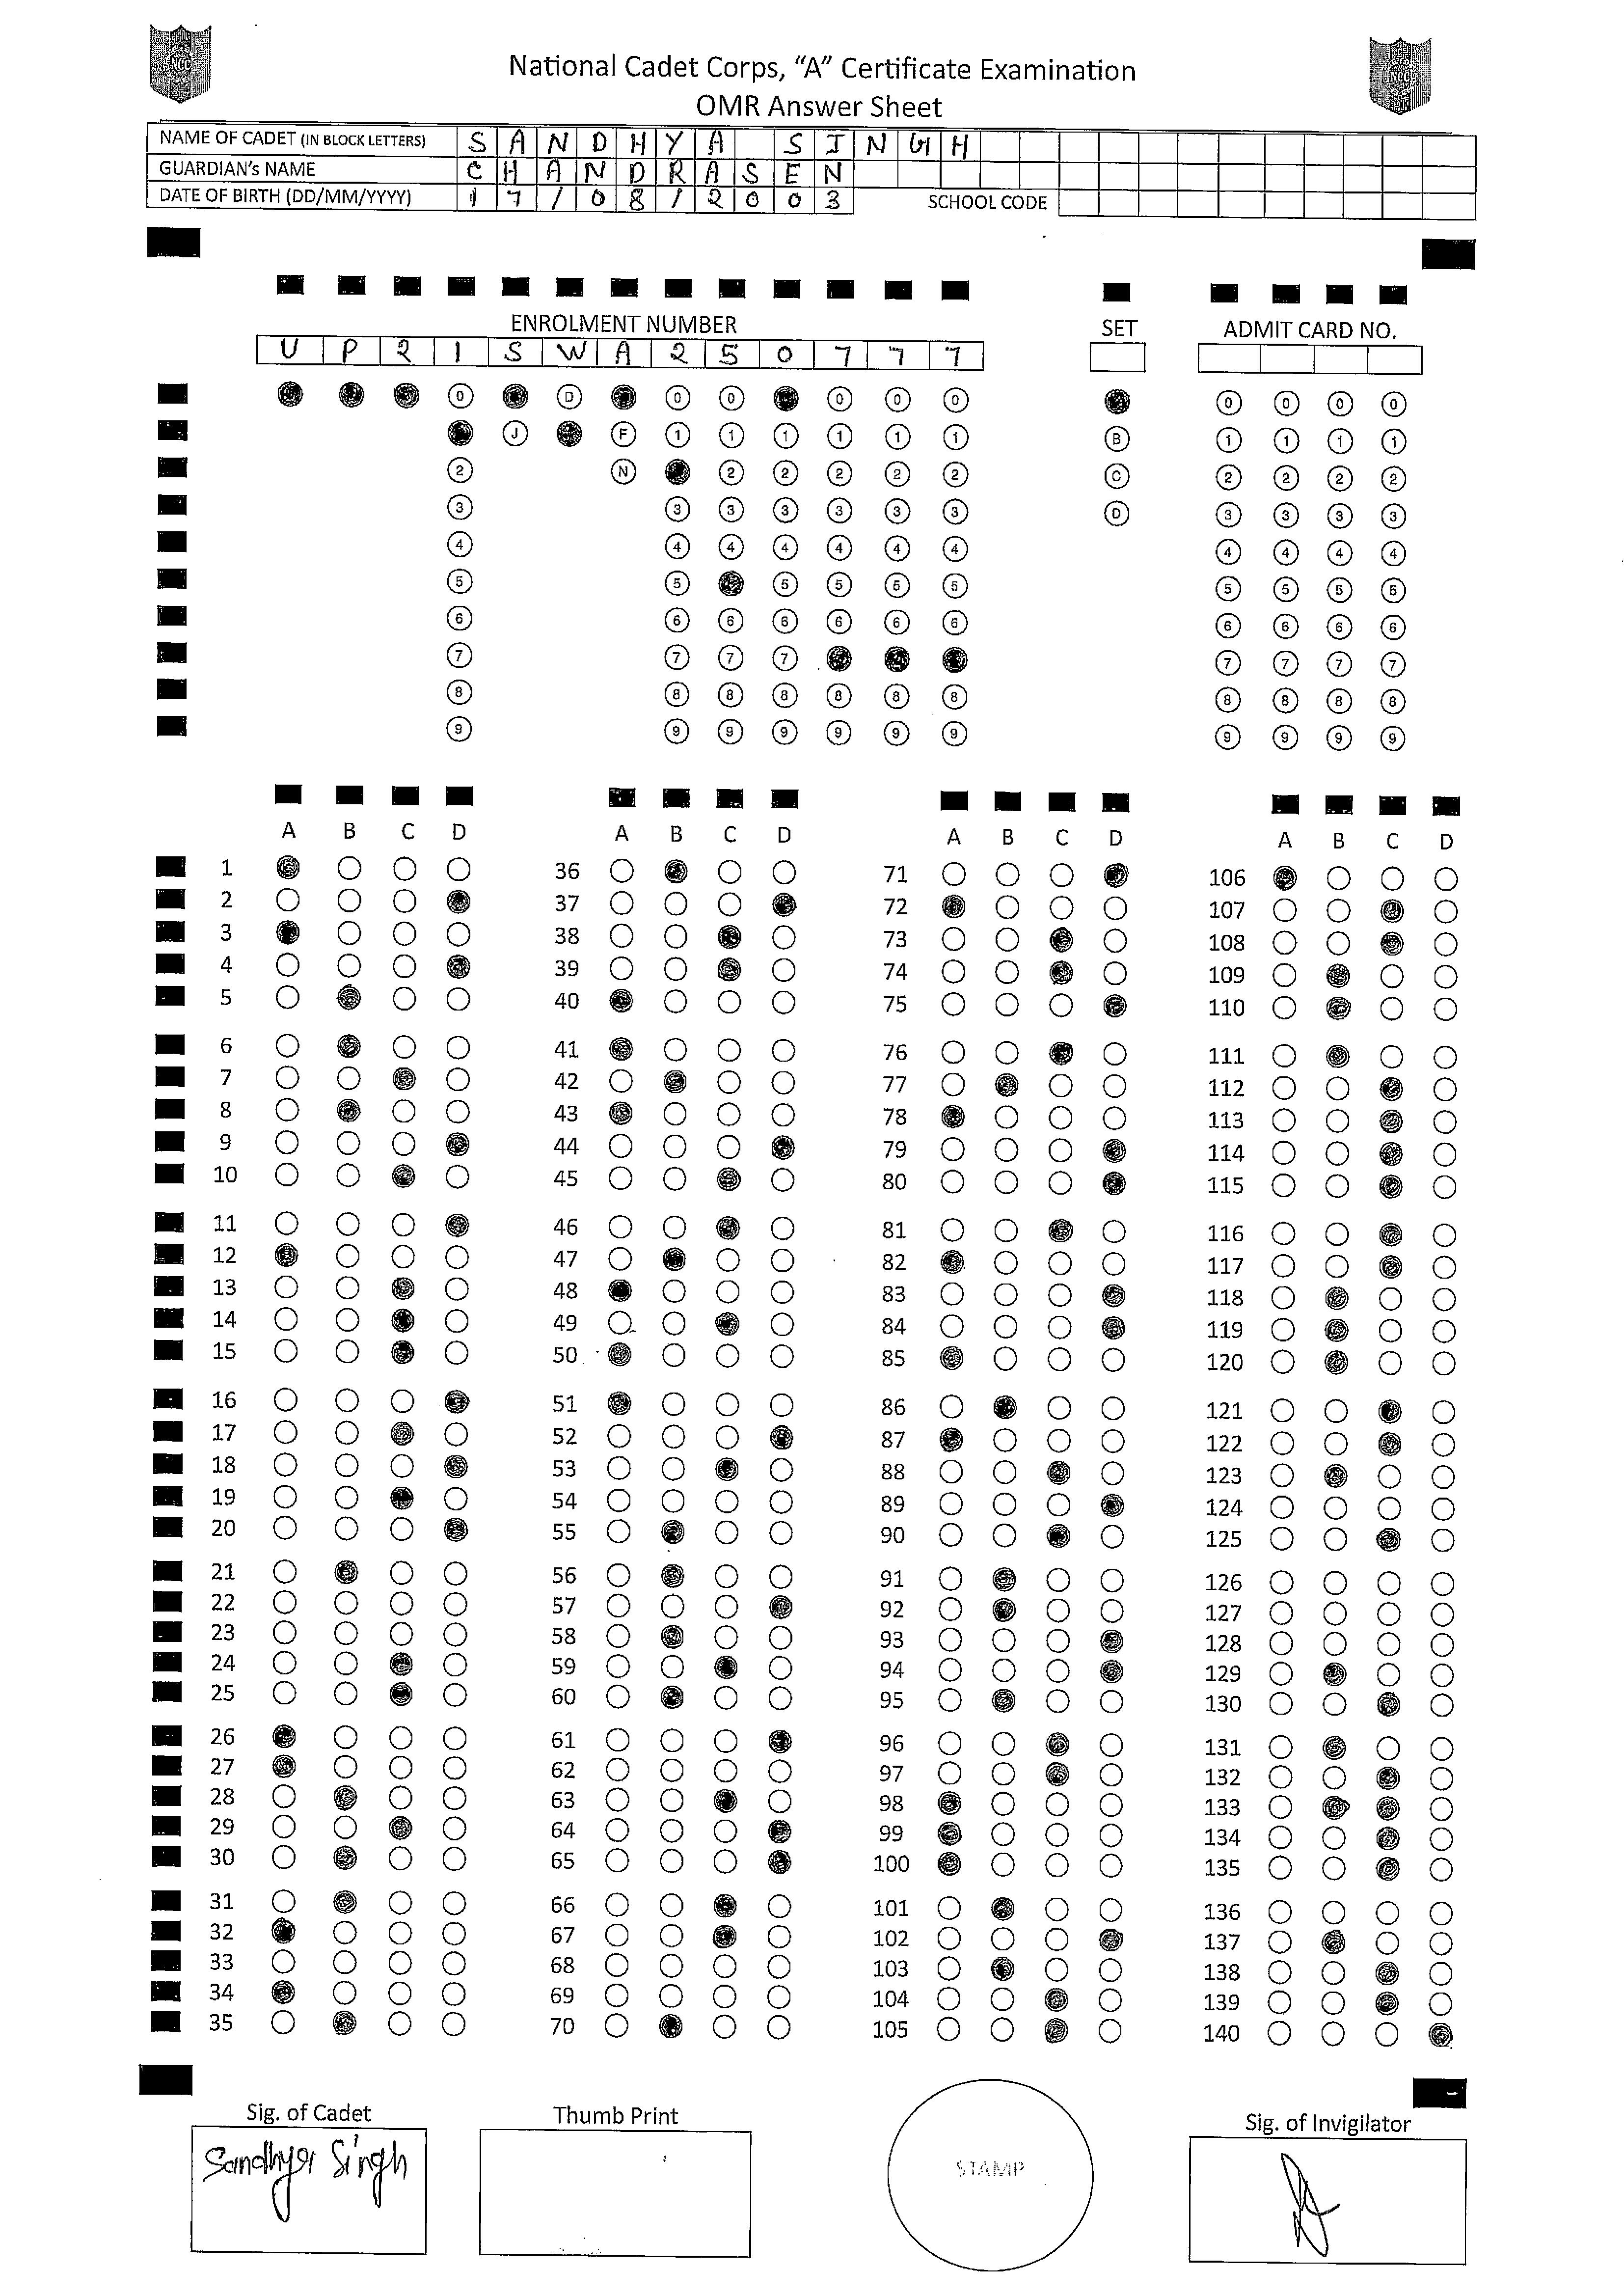 NCC
NCC
National Cadet Corps, “A” Certificate Examination
OMR Answer Sheet
NAME OF CADET (IN BLOCK LETTERS) SANDHYA SINGH
GUARDIAN's NAME CHANDRASEN
DATE OF BIRTH (DD/MM/YYYY) 17/08/2003 SCHOOL CODE
ENROLMENT NUMBER SET ADMIT CARD NO.
U P 2 1 S W A 2 5 0 7 7 7
0 D 0 0 0 0 0 0 0 0 0
J F 1 1 1 1 1 1 B 1 1 1 1
2 N 2 2 2 2 2 C 2 2 2 2
3 3 3 3 3 3 3 D 3 3 3 3
4 4 4 4 4 4 4 4 4 4 4
5 5 5 5 5 5 5 5 5 5
6 6 6 6 6 6 6 6 6 6 6
7 7 7 7 7 7 7 7
8 8 8 8 8 8 8 8 8 8 8
9 9 9 9 9 9 9 9 9 9 9
A B C D A B C D A B C D A B C D
1 36 71 106
2 37 72 107
3 38 73 108
4 39 74 109
5 40 75 110
6 41 76 111
7 42 77 112
8 43 78 113
9 44 79 114
10 45 80 115
11 46 81 116
12 47 82 117
13 48 83 118
14 49 84 119
15 50 85 120
16 51 86 121
17 52 87 122
18 53 88 123
19 54 89 124
20 55 90 125
21 56 91 126
22 57 92 127
23 58 93 128
24 59 94 129
25 60 95 130
26 61 96 131
27 62 97 132
28 63 98 133
29 64 99 134
30 65 100 135
31 66 101 136
32 67 102 137
33 68 103 138
34 69 104 139
35 70 105 140
Sig. of Cadet Thumb Print Sig. of Invigilator
Sandhya Singh STAMP